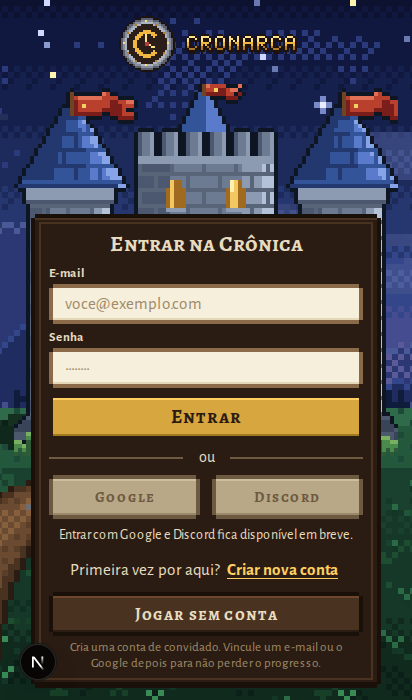 CRONARCA
Entrar na Crônica
E-mail
voce@exemplo.com
Senha
........
Entrar
ou
Google
Discord
Entrar com Google e Discord fica disponível em breve.
Primeira vez por aqui? Criar nova conta
Jogar sem conta
Cria uma conta de convidado. Vincule um e-mail ou o
Google depois para não perder o progresso.
N